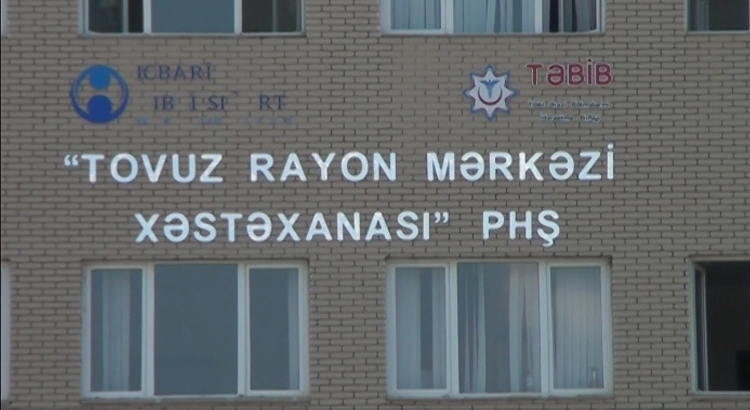 İCBARİ
TƏBİB
"TOVUZ RAYON MƏRKƏZİ
XƏSTƏXANASI" PHŞ